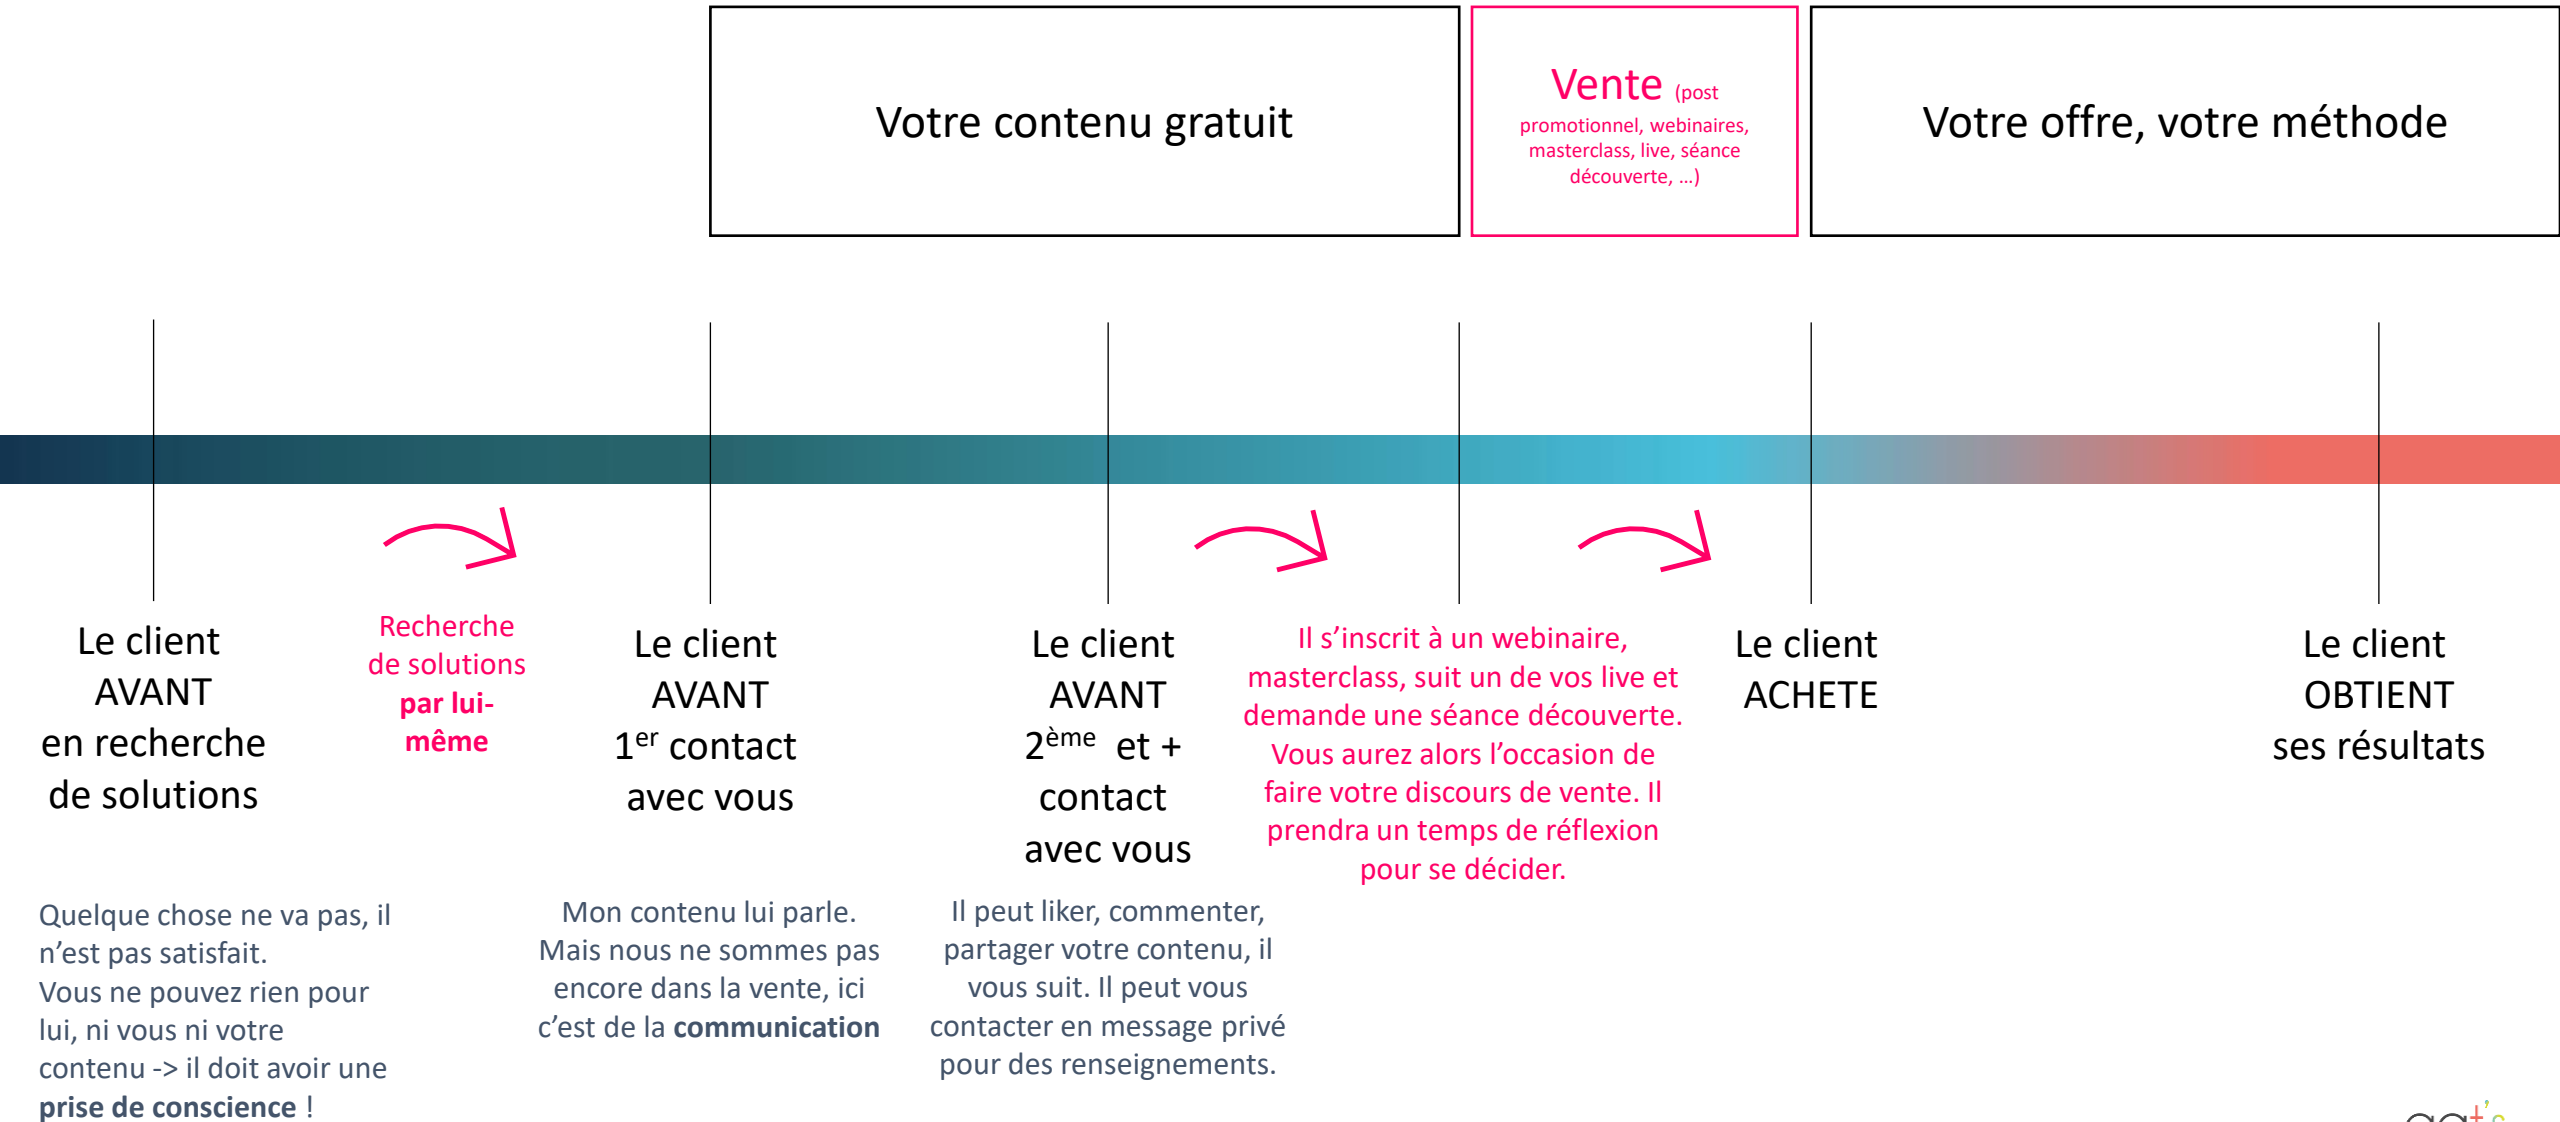 Votre contenu gratuit
Vente (post
promotionnel, webinaires,
masterclass, live, séance
découverte, …)
Votre offre, votre méthode
Le client
AVANT
en recherche
de solutions
Recherche
de solutions
par lui-
même
Le client
AVANT
1er contact
avec vous
Le client
AVANT
2ème et +
contact
avec vous
Il s’inscrit à un webinaire,
masterclass, suit un de vos live et
demande une séance découverte.
Vous aurez alors l’occasion de
faire votre discours de vente. Il
prendra un temps de réflexion
pour se décider.
Le client
ACHETE
Le client
OBTIENT
ses résultats
Quelque chose ne va pas, il
n’est pas satisfait.
Vous ne pouvez rien pour
lui, ni vous ni votre
contenu -> il doit avoir une
prise de conscience !
Mon contenu lui parle.
Mais nous ne sommes pas
encore dans la vente, ici
c’est de la communication
Il peut liker, commenter,
partager votre contenu, il
vous suit. Il peut vous
contacter en message privé
pour des renseignements.